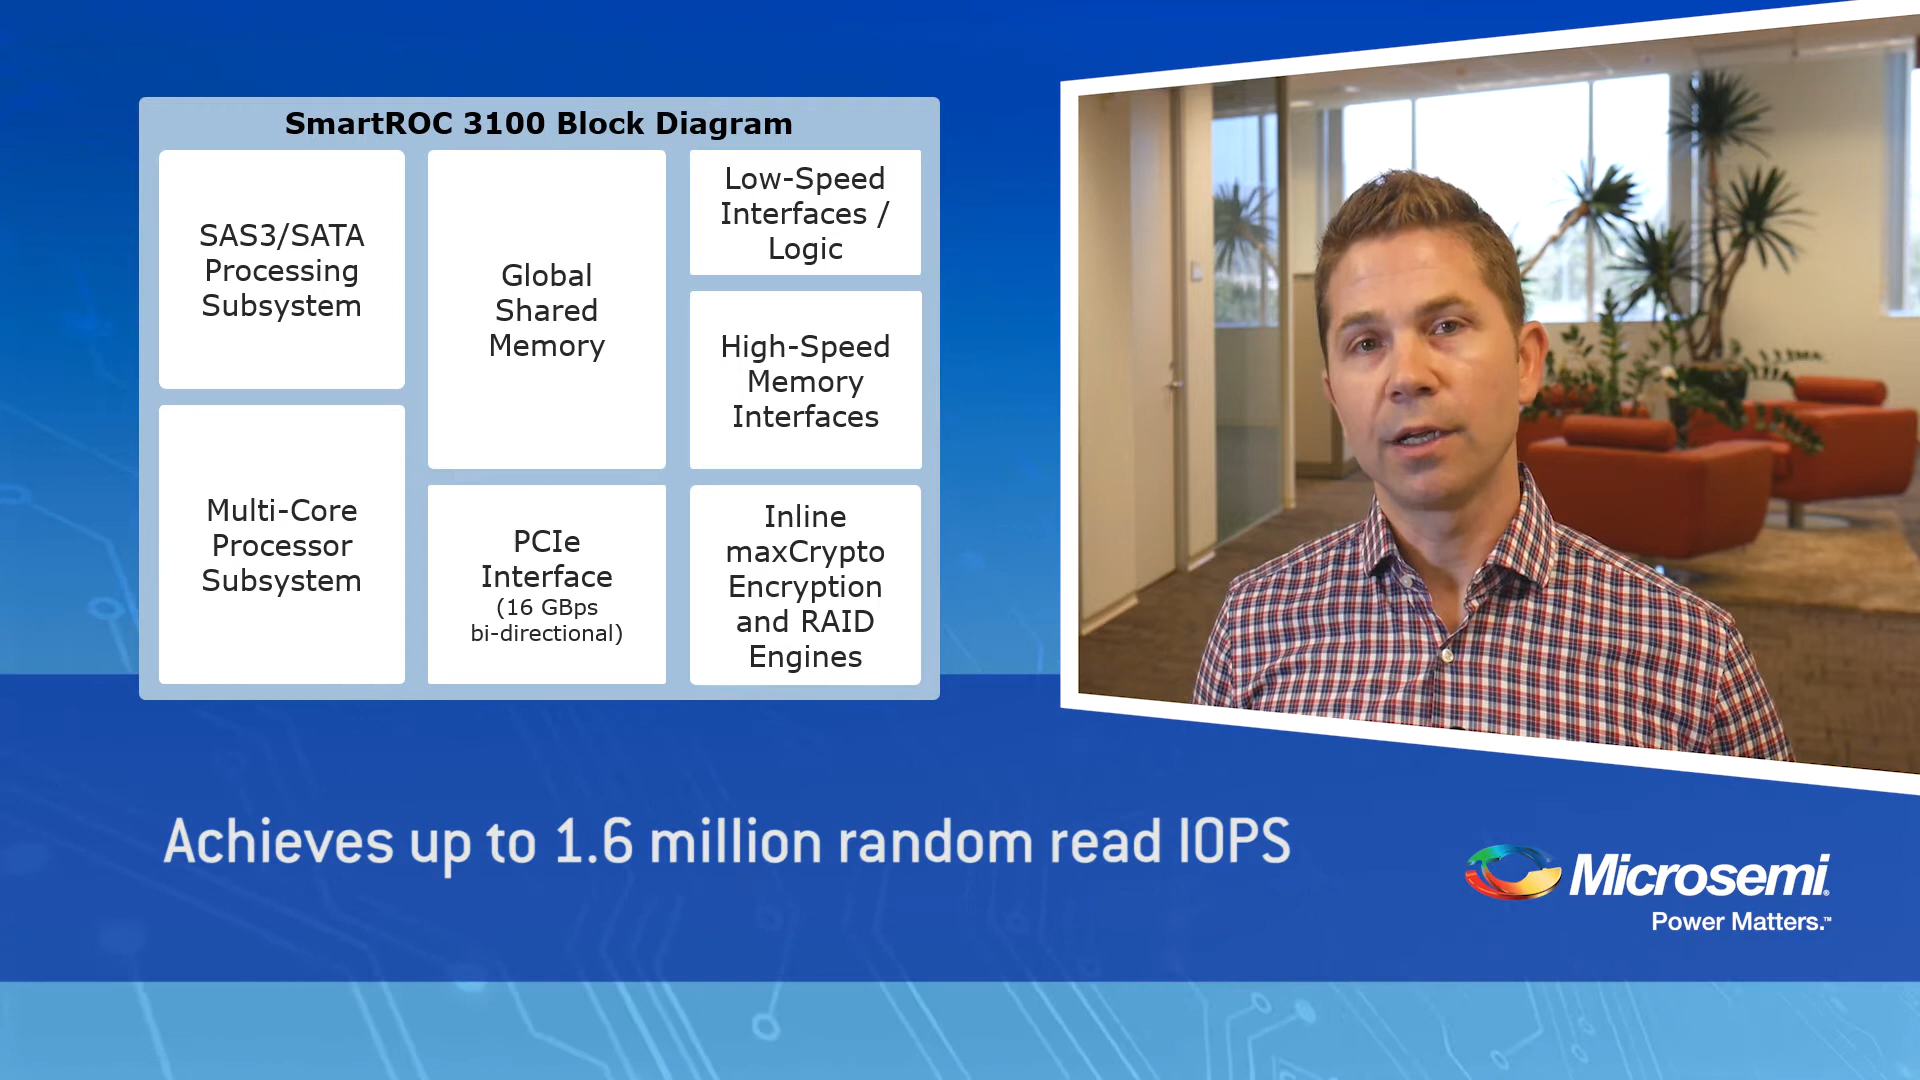 SmartROC 3100 Block Diagram
SAS3/SATA
Processing
Subsystem
Multi-Core
Processor
Subsystem
Global
Shared
Memory
PCIe
Interface
(16 GBps
bi-directional)
Low-Speed
Interfaces /
Logic
High-Speed
Memory
Interfaces
Inline
maxCrypto
Encryption
and RAID
Engines
Achieves up to 1.6 million random read IOPS
Microsemi®
Power Matters.™